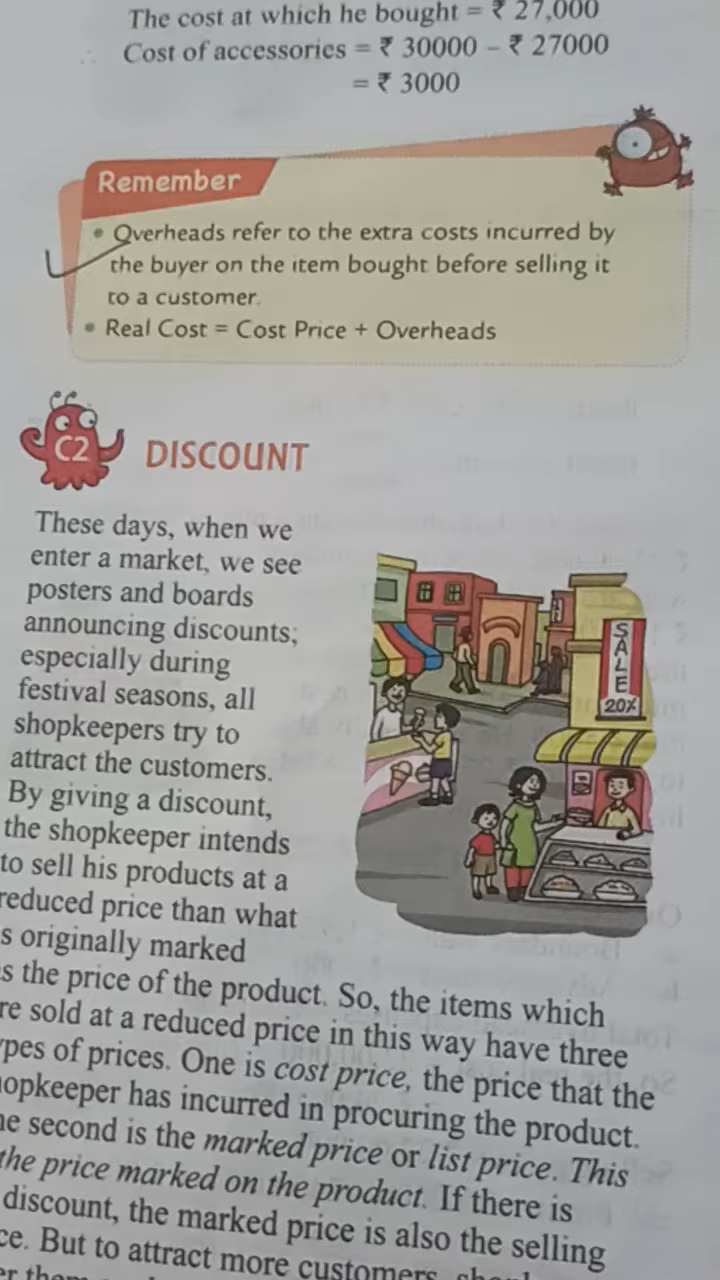 The cost at which he bought = ₹ 27,000
∴ Cost of accessories = ₹ 30000 – ₹ 27000
= ₹ 3000
Remember
• Overheads refer to the extra costs incurred by
the buyer on the item bought before selling it
to a customer.
• Real Cost = Cost Price + Overheads
C2 DISCOUNT
These days, when we
enter a market, we see
posters and boards
announcing discounts;
especially during
festival seasons, all
shopkeepers try to
attract the customers.
By giving a discount,
the shopkeeper intends
to sell his products at a
reduced price than what
s originally marked
s the price of the product. So, the items which
re sold at a reduced price in this way have three
ypes of prices. One is cost price, the price that the
hopkeeper has incurred in procuring the product.
he second is the marked price or list price. This
the price marked on the product. If there is
discount, the marked price is also the selling
ce. But to attract more customers,
SALE
20%